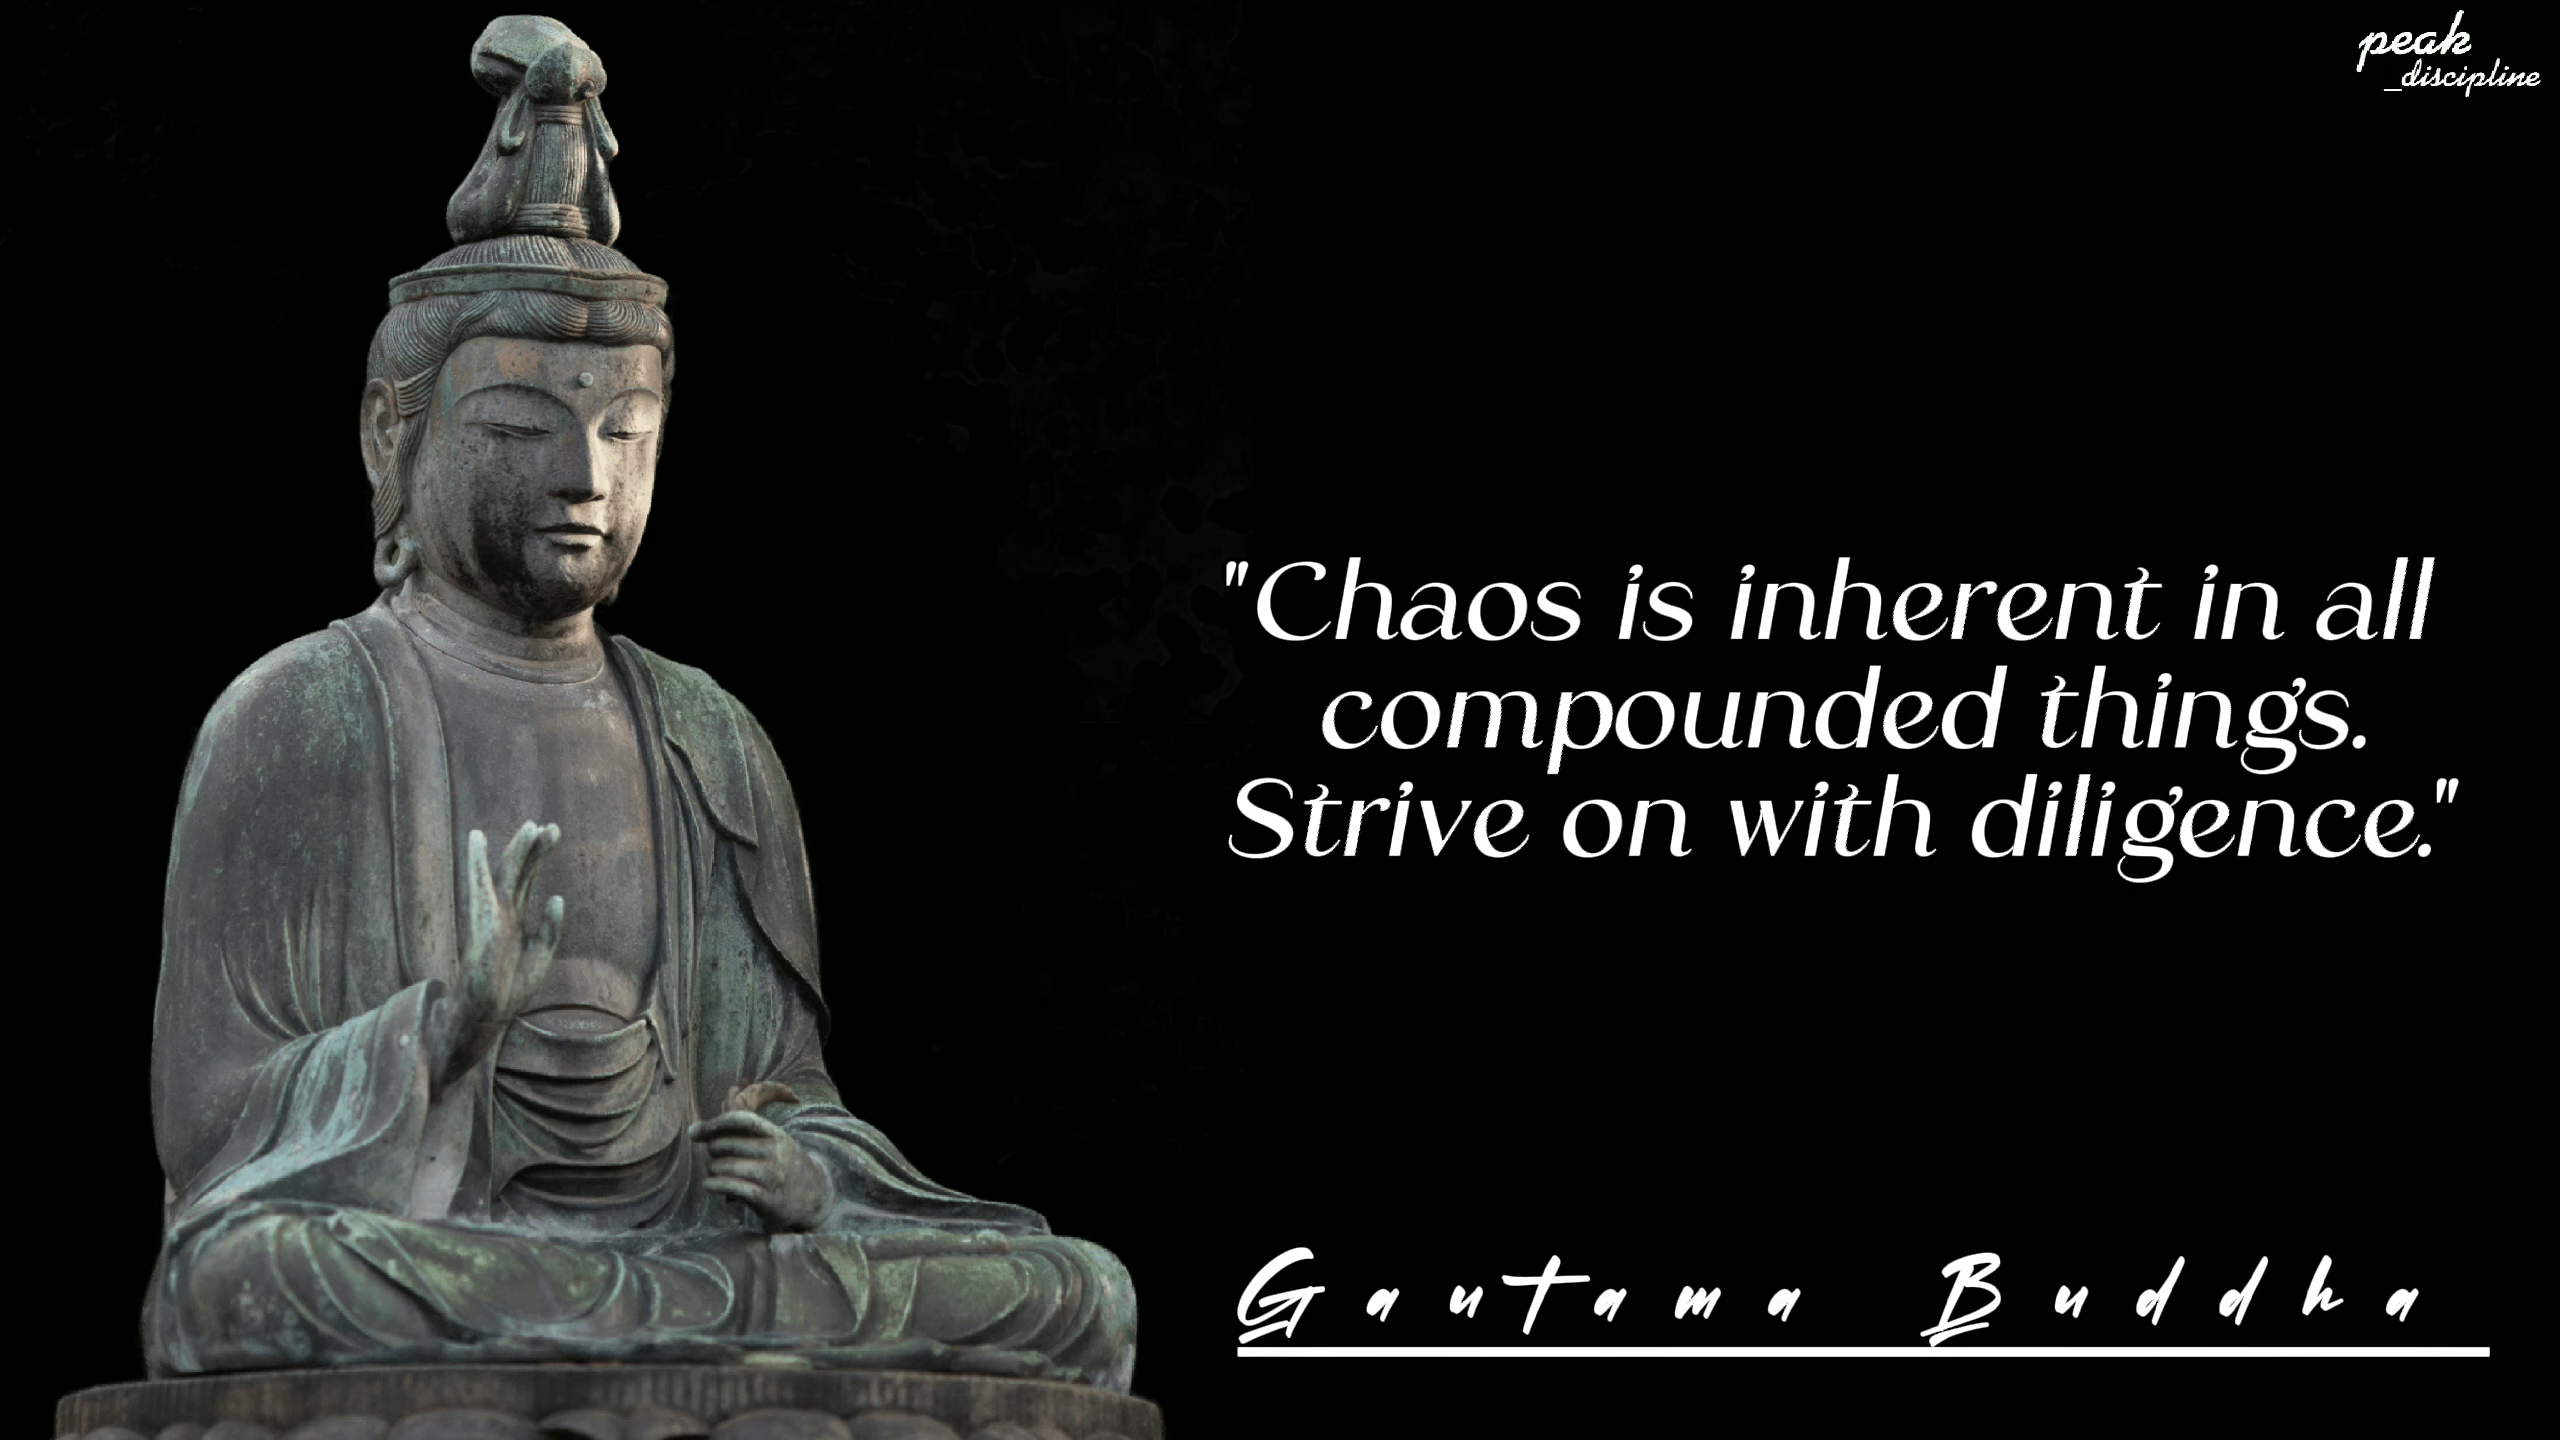 peak
_discipline
"Chaos is inherent in all
compounded things.
Strive on with diligence."
Gautama Buddha